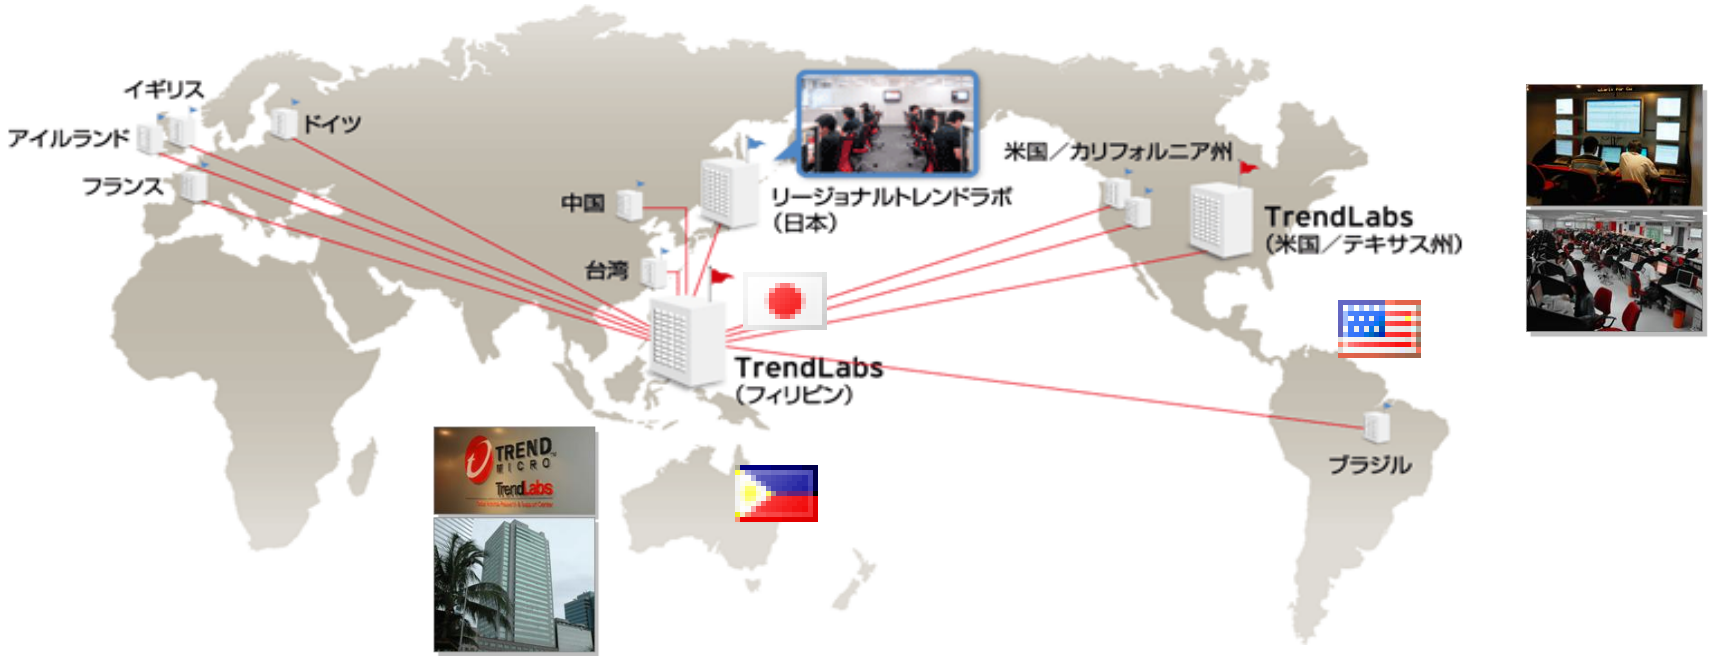 イギリス
アイルランド
ドイツ
フランス
中国
台湾
リージョナルトレンドラボ
（日本）
米国／カリフォルニア州
TrendLabs
（米国／テキサス州）
TrendLabs
（フィリピン）
ブラジル
TREND
MICRO
TrendLabs